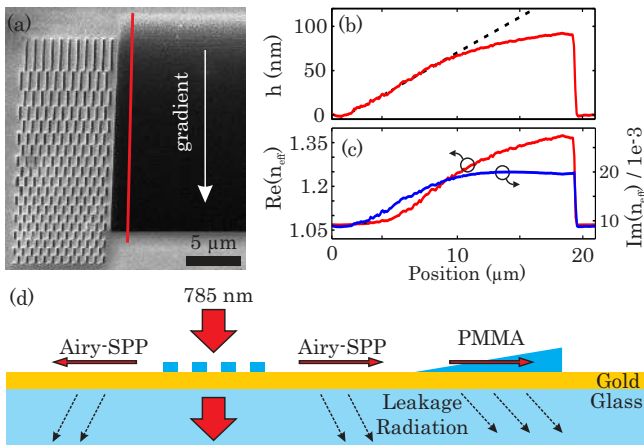 (a)
gradient
5 µm
(b)
h (nm)
100
50
0
(c)
Re(n_eff)
1.35
1.2
1.05
Im(n_eff) / 1e-3
20
10
0
10
20
Position (µm)
(d)
785 nm
Airy-SPP
Airy-SPP
PMMA
Gold
Glass
Leakage
Radiation